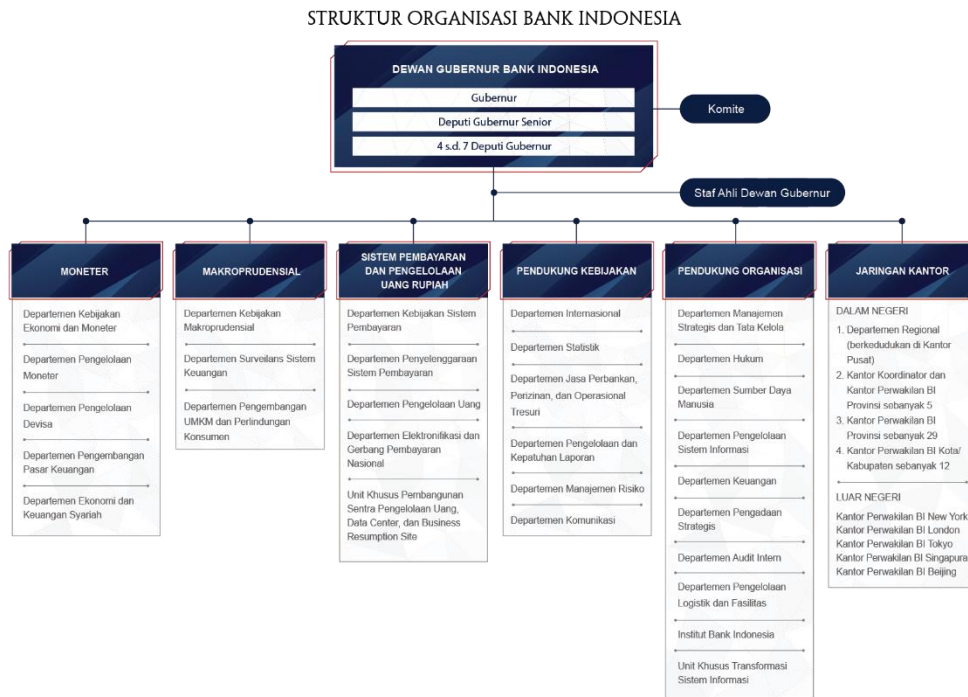 STRUKTUR ORGANISASI BANK INDONESIA
DEWAN GUBERNUR BANK INDONESIA
Gubernur
Deputi Gubernur Senior
4 s.d. 7 Deputi Gubernur
Komite
Staf Ahli Dewan Gubernur
MONETER
Departemen Kebijakan
Ekonomi dan Moneter
Departemen Pengelolaan
Moneter
Departemen Pengelolaan
Devisa
Departemen Pengembangan
Pasar Keuangan
Departemen Ekonomi dan
Keuangan Syariah
MAKROPRUDENSIAL
Departemen Kebijakan
Makroprudensial
Departemen Surveilans Sistem
Keuangan
Departemen Pengembangan
UMKM dan Perlindungan
Konsumen
SISTEM PEMBAYARAN
DAN PENGELOLAAN
UANG RUPIAH
Departemen Kebijakan Sistem
Pembayaran
Departemen Penyelenggaraan
Sistem Pembayaran
Departemen Pengelolaan Uang
Departemen Elektronifikasi dan
Gerbang Pembayaran
Nasional
Unit Khusus Pembangunan
Sentra Pengelolaan Uang,
Data Center, dan Business
Resumption Site
PENDUKUNG KEBIJAKAN
Departemen Internasional
Departemen Statistik
Departemen Jasa Perbankan,
Perizinan, dan Operasional
Tresuri
Departemen Pengelolaan dan
Kepatuhan Laporan
Departemen Manajemen Risiko
Departemen Komunikasi
PENDUKUNG ORGANISASI
Departemen Manajemen
Strategis dan Tata Kelola
Departemen Hukum
Departemen Sumber Daya
Manusia
Departemen Pengelolaan
Sistem Informasi
Departemen Keuangan
Departemen Pengadaan
Strategis
Departemen Audit Intern
Departemen Pengelolaan
Logistik dan Fasilitas
Institut Bank Indonesia
Unit Khusus Transformasi
Sistem Informasi
JARINGAN KANTOR
DALAM NEGERI
1. Departemen Regional
(berkedudukan di Kantor
Pusat)
2. Kantor Koordinator dan
Kantor Perwakilan BI
Provinsi sebanyak 5
3. Kantor Perwakilan BI
Provinsi sebanyak 29
4. Kantor Perwakilan BI Kota/
Kabupaten sebanyak 12
LUAR NEGERI
Kantor Perwakilan BI New York
Kantor Perwakilan BI London
Kantor Perwakilan BI Tokyo
Kantor Perwakilan BI Singapura
Kantor Perwakilan BI Beijing